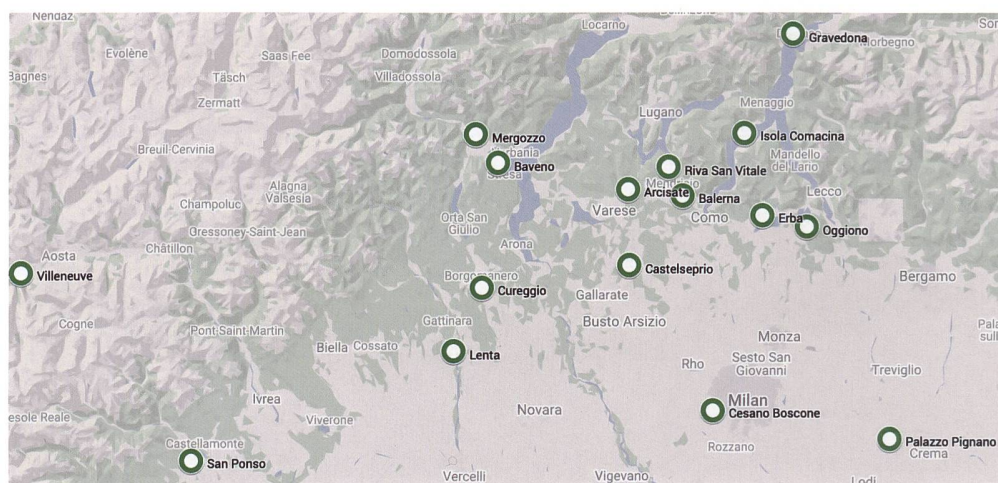 Nendaz
Locarno
Gravedona
Morbegno
Evolène
Saas Fee
Domodossola
Bagnes
Täsch
Villadossola
Zermatt
Lugano
Menaggio
Mergozzo
Isola Comacina
Breuil-Cervinia
Baveno
Mandello
del Lario
Riva San Vitale
Alagna
Valsesia
Arcisate
Balerna
Lecco
Champoluc
Orta San
Giulio
Varese
Como
Erba
Oggiono
Gressoney-Saint-Jean
Arona
Châtillon
Aosta
Villeneuve
Borgomanero
Castelseprio
Bergamo
Cureggio
Gallarate
Cogne
Pont Saint-Martin
Gattinara
Busto Arsizio
Biella
Cossato
Lenta
Monza
Rho
Sesto San
Giovanni
Treviglio
Ivrea
Milan
Cesano Boscone
Novara
Viverone
esole Reale
Castellamonte
San Ponso
Rozzano
Palazzo Pignano
Crema
Vercelli
Vigevano
Lodi